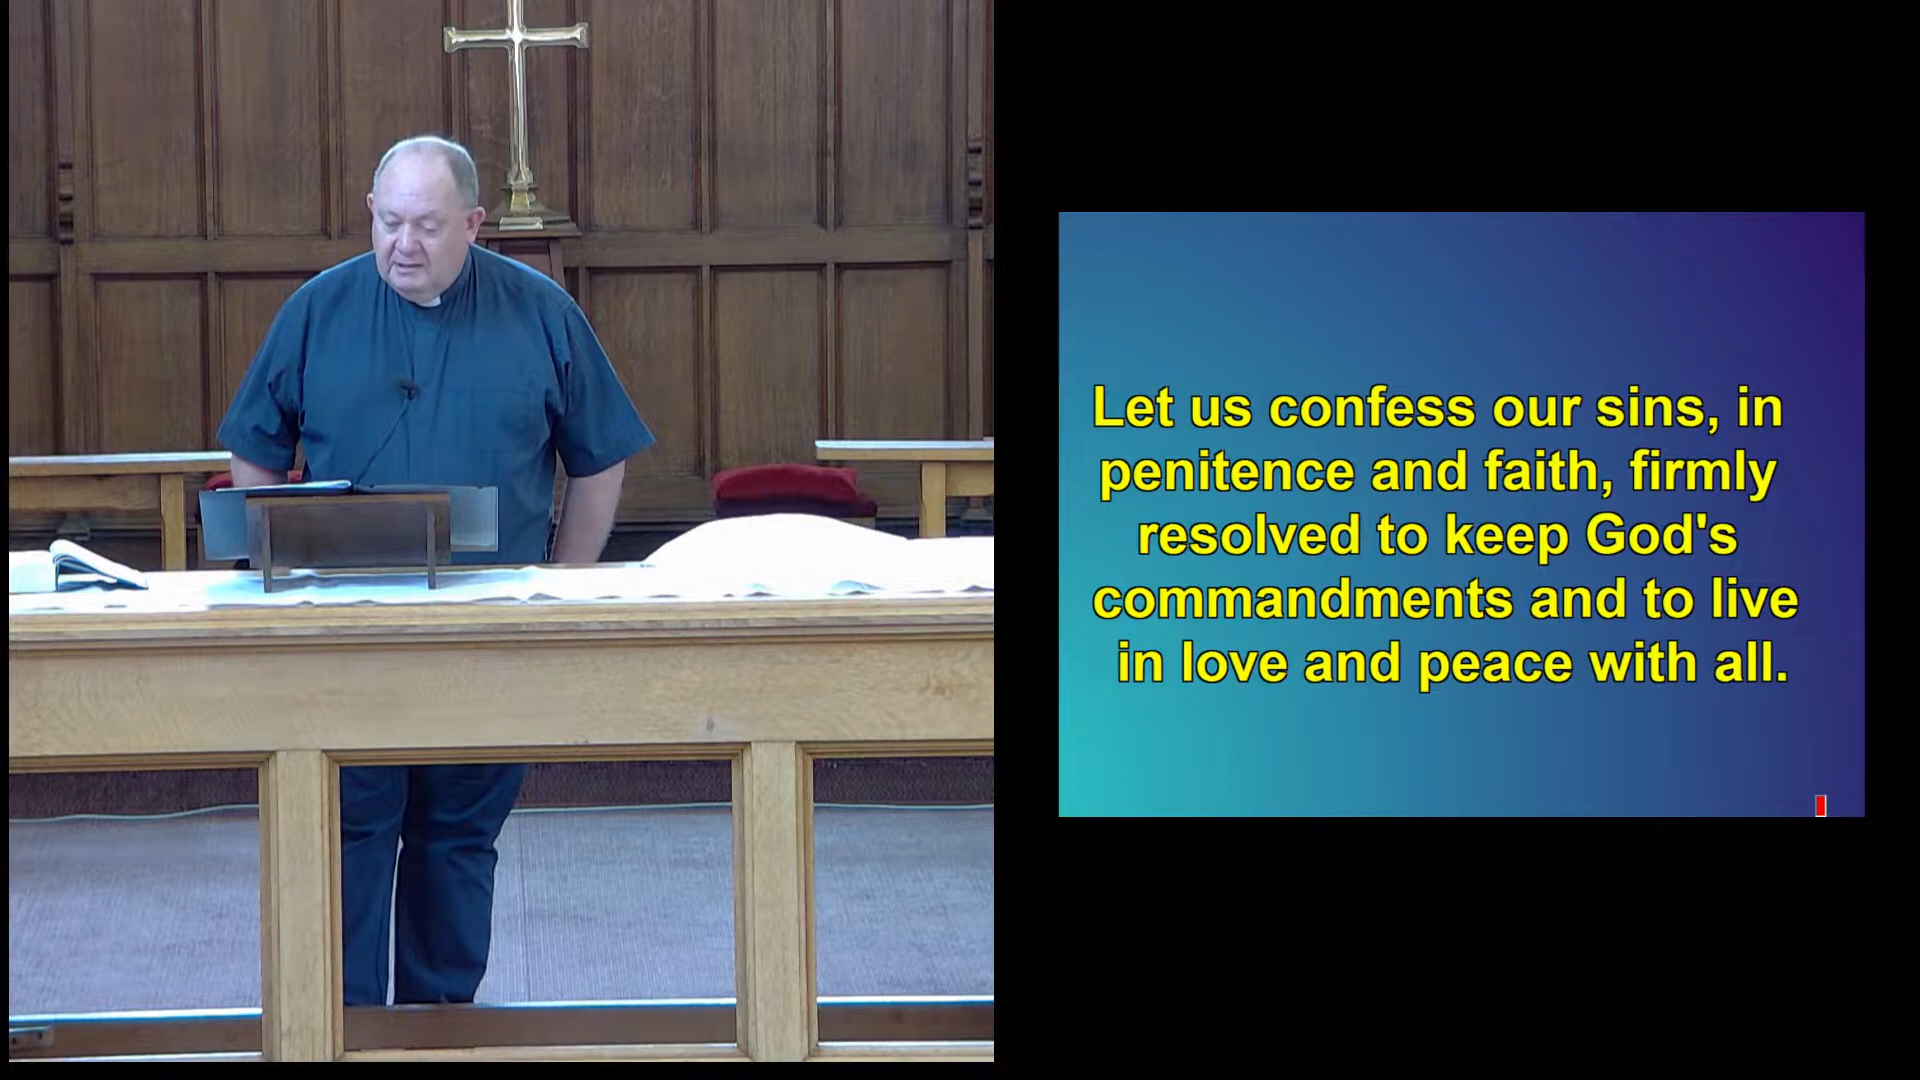 Let us confess our sins, in
penitence and faith, firmly
resolved to keep God's
commandments and to live
in love and peace with all.